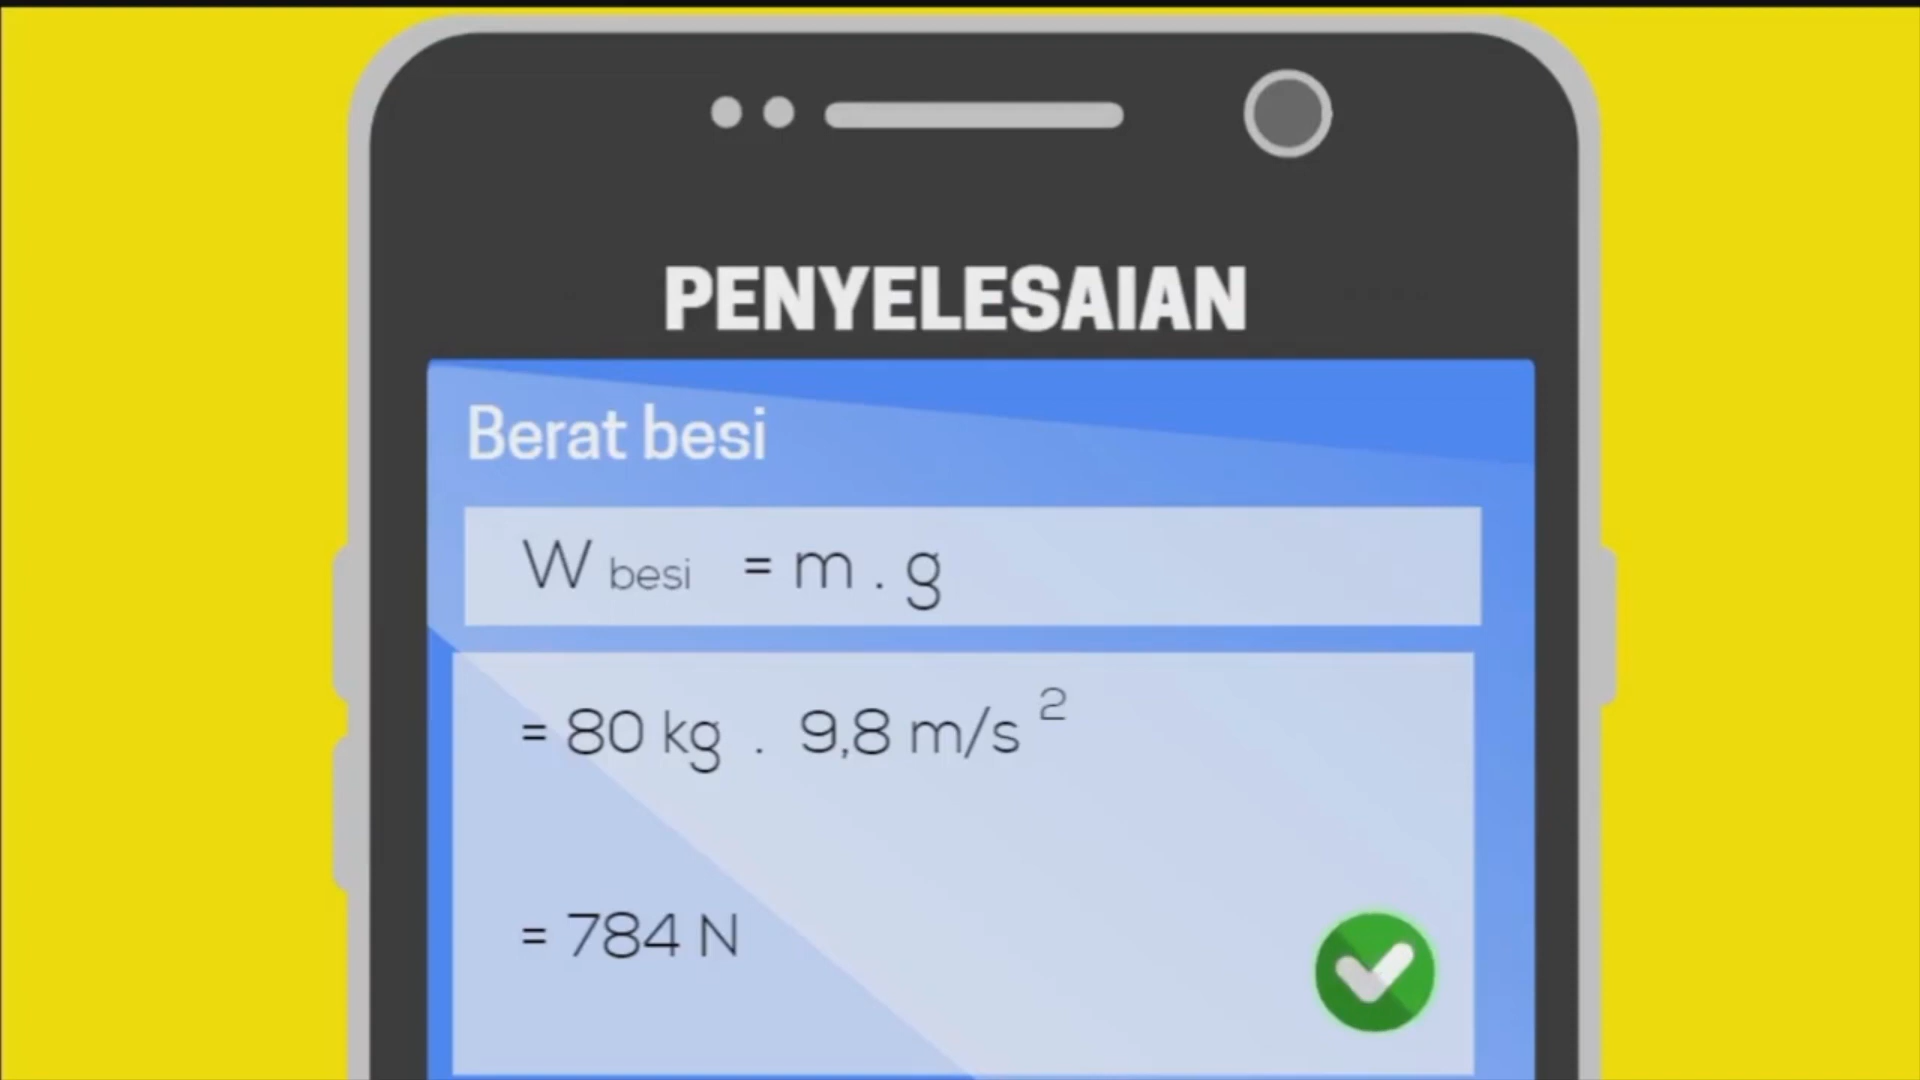 PENYELESAIAN
Berat besi
W besi = m . g
= 80 kg . 9,8 m/s ²
= 784 N